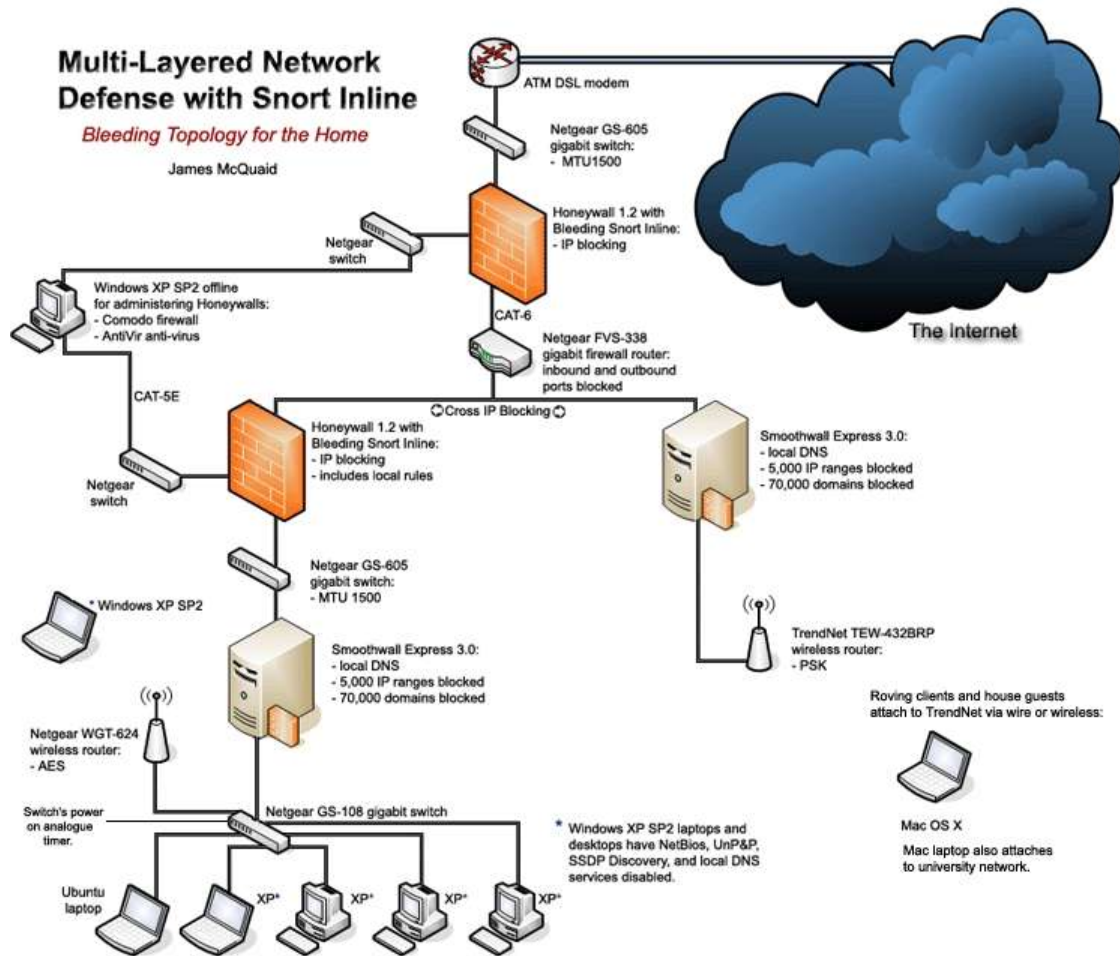 Multi-Layered Network
Defense with Snort Inline
Bleeding Topology for the Home
James McQuaid
ATM DSL modem
Netgear GS-605
gigabit switch:
- MTU1500
Honeywall 1.2 with
Bleeding Snort Inline:
- IP blocking
Netgear
switch
The Internet
Windows XP SP2 offline
for administering Honeywalls:
- Comodo firewall
- AntiVir anti-virus
CAT-6
Netgear FVS-338
gigabit firewall router:
inbound and outbound
ports blocked
CAT-5E
Cross IP Blocking
Honeywall 1.2 with
Bleeding Snort Inline:
- IP blocking
- includes local rules
Smoothwall Express 3.0:
- local DNS
- 5,000 IP ranges blocked
- 70,000 domains blocked
Netgear
switch
Netgear GS-605
gigabit switch:
- MTU 1500
* Windows XP SP2
TrendNet TEW-432BRP
wireless router:
- PSK
Smoothwall Express 3.0:
- local DNS
- 5,000 IP ranges blocked
- 70,000 domains blocked
Roving clients and house guests
attach to TrendNet via wire or wireless:
Netgear WGT-624
wireless router:
- AES
Switch's power
on analogue
timer.
Netgear GS-108 gigabit switch
* Windows XP SP2 laptops and
desktops have NetBios, UnP&P,
SSDP Discovery, and local DNS
services disabled.
Mac OS X
Mac laptop also attaches
to university network.
Ubuntu
laptop
XP*
XP*
XP*
XP*